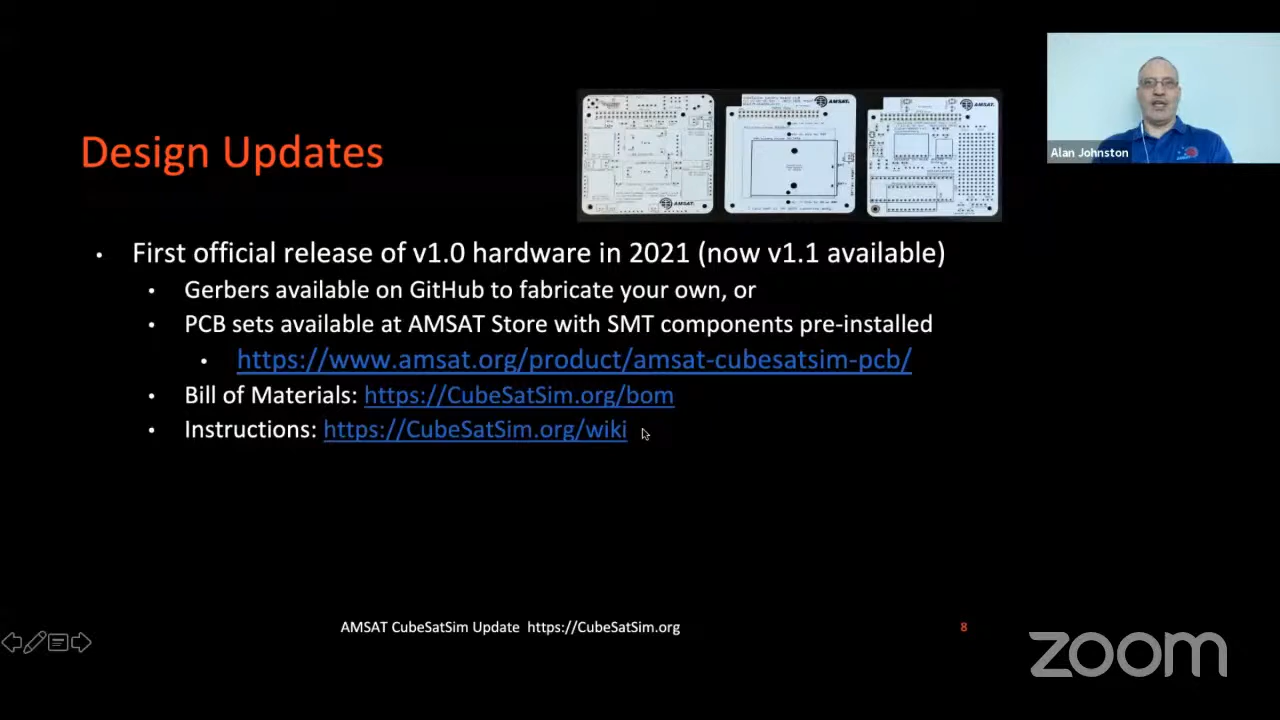 AMSAT
AMSAT
AMSAT
Alan Johnston
Design Updates
• First official release of v1.0 hardware in 2021 (now v1.1 available)
• Gerbers available on GitHub to fabricate your own, or
• PCB sets available at AMSAT Store with SMT components pre-installed
• https://www.amsat.org/product/amsat-cubesatsim-pcb/
• Bill of Materials: https://CubeSatSim.org/bom
• Instructions: https://CubeSatSim.org/wiki
AMSAT CubeSatSim Update https://CubeSatSim.org
8
zoom